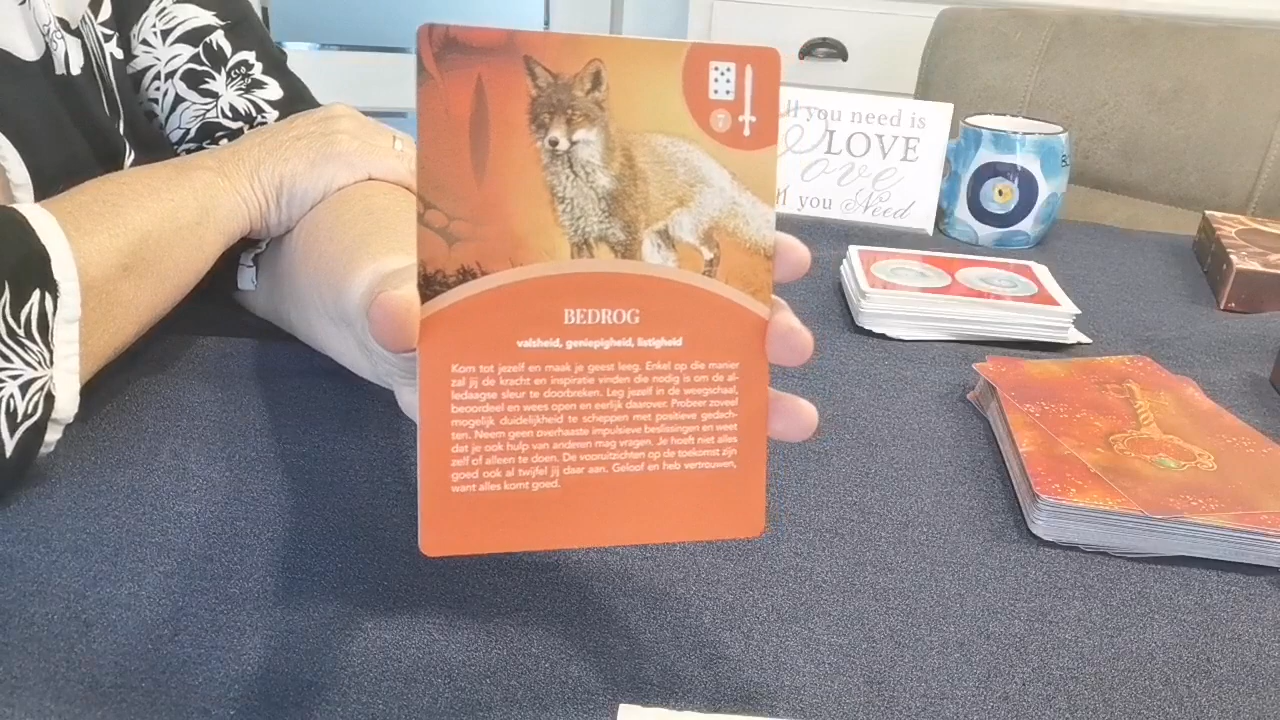 7
BEDROG
valsheid, geniepigheid, listigheid
Kom tot jezelf en maak je geest leeg. Enkel op die manier
zal jij de kracht en inspiratie vinden die nodig is om de al-
ledaagse sleur te doorbreken. Leg jezelf in de weegschaal,
beoordeel en wees open en eerlijk daarover. Probeer zoveel
mogelijk duidelijkheid te scheppen met positieve gedach-
ten. Neem geen overhaaste impulsieve beslissingen en weet
dat je ook hulp van anderen mag vragen. Je hoeft niet alles
zelf of alleen te doen. De vooruitzichten op de toekomst zijn
goed ook al twijfel jij daar aan. Geloof en heb vertrouwen,
want alles komt goed.
ll you need is
LOVE
ove
you Need